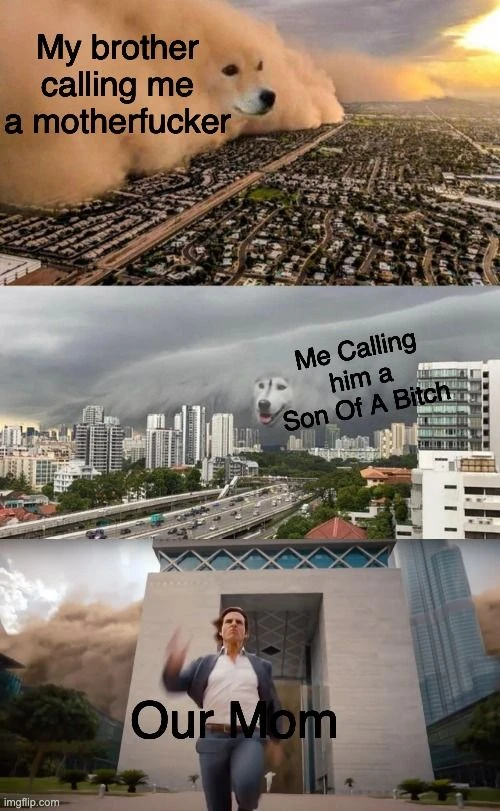 My brother
calling me
a motherfucker
Me Calling
him a
Son Of A Bitch
Our Mom
imgflip.com